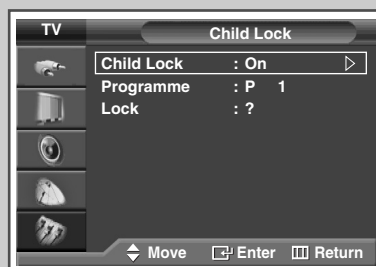 TV
Child Lock
Child Lock : On
Programme : P 1
Lock : ?
Move Enter Return